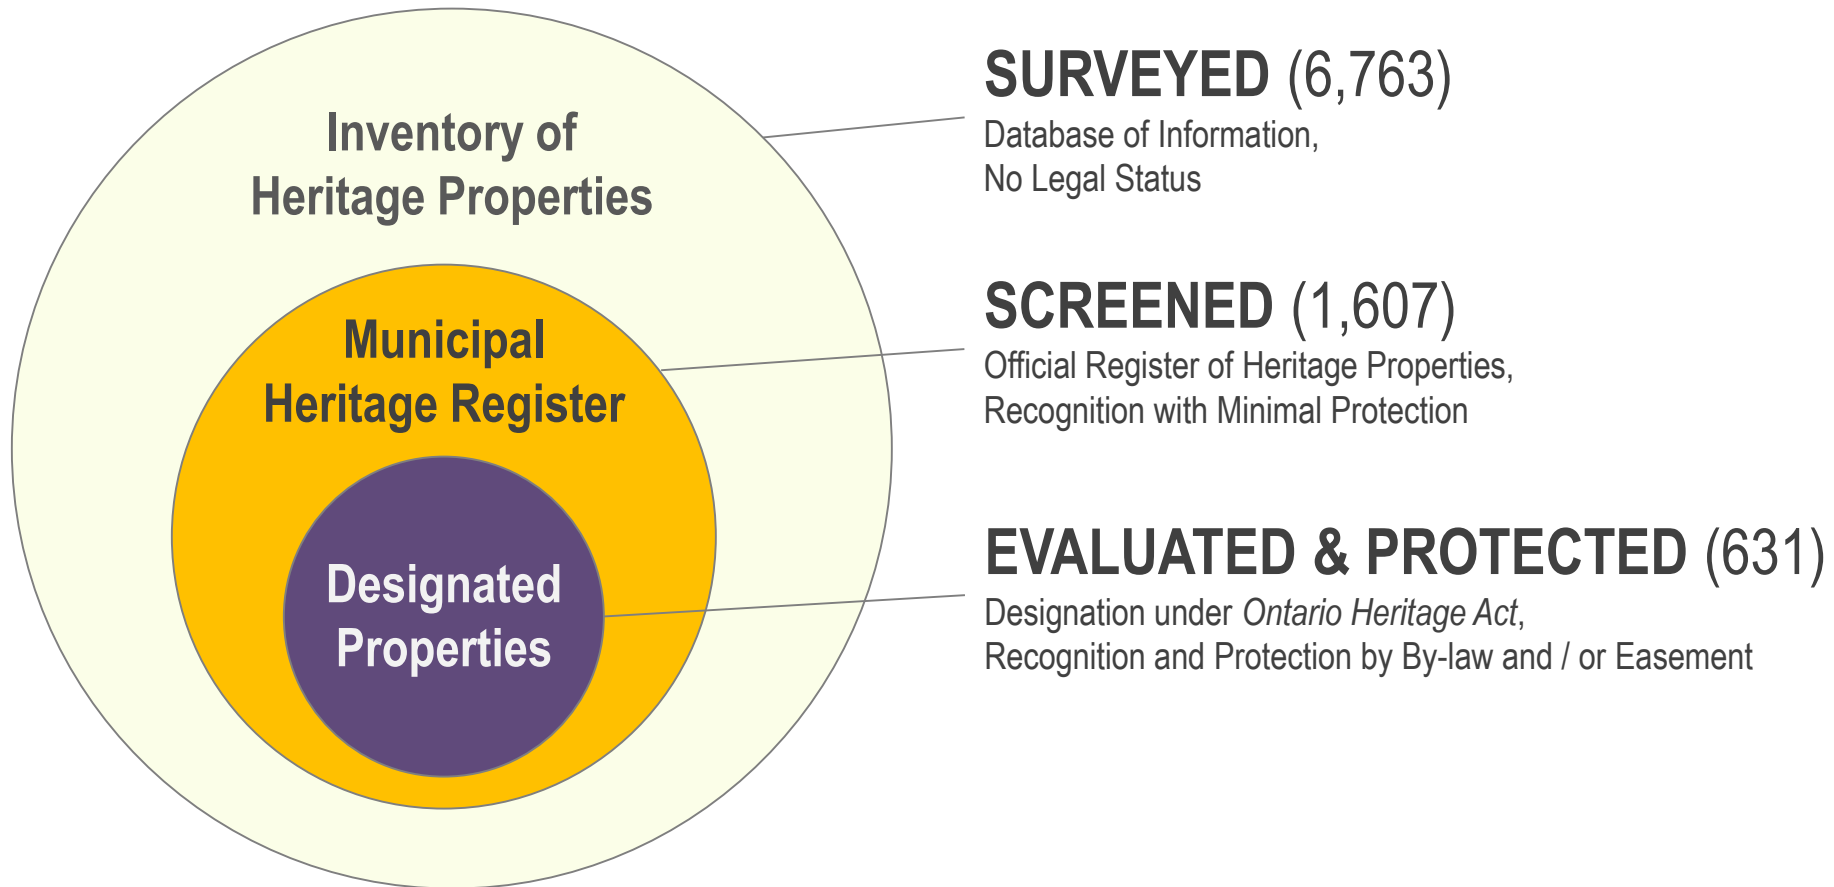 Inventory of
Heritage Properties
Municipal
Heritage Register
Designated
Properties
SURVEYED (6,763)
Database of Information,
No Legal Status
SCREENED (1,607)
Official Register of Heritage Properties,
Recognition with Minimal Protection
EVALUATED & PROTECTED (631)
Designation under Ontario Heritage Act,
Recognition and Protection by By-law and / or Easement